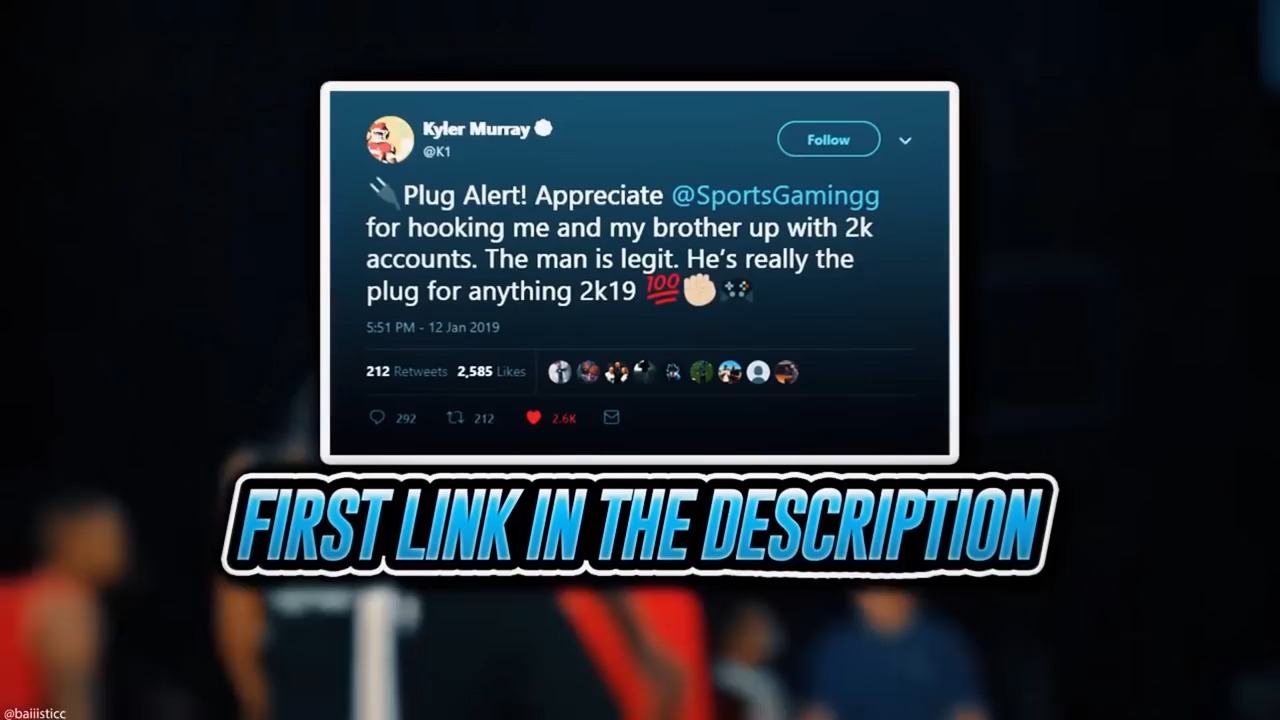 Kyler Murray
@K1
Follow
Plug Alert! Appreciate @SportsGamingg
for hooking me and my brother up with 2k
accounts. The man is legit. He's really the
plug for anything 2k19 💯✊🏻🎮
5:51 PM - 12 Jan 2019
212 Retweets 2,585 Likes
292 212 2.6K
FIRST LINK IN THE DESCRIPTION
@baiiisticc